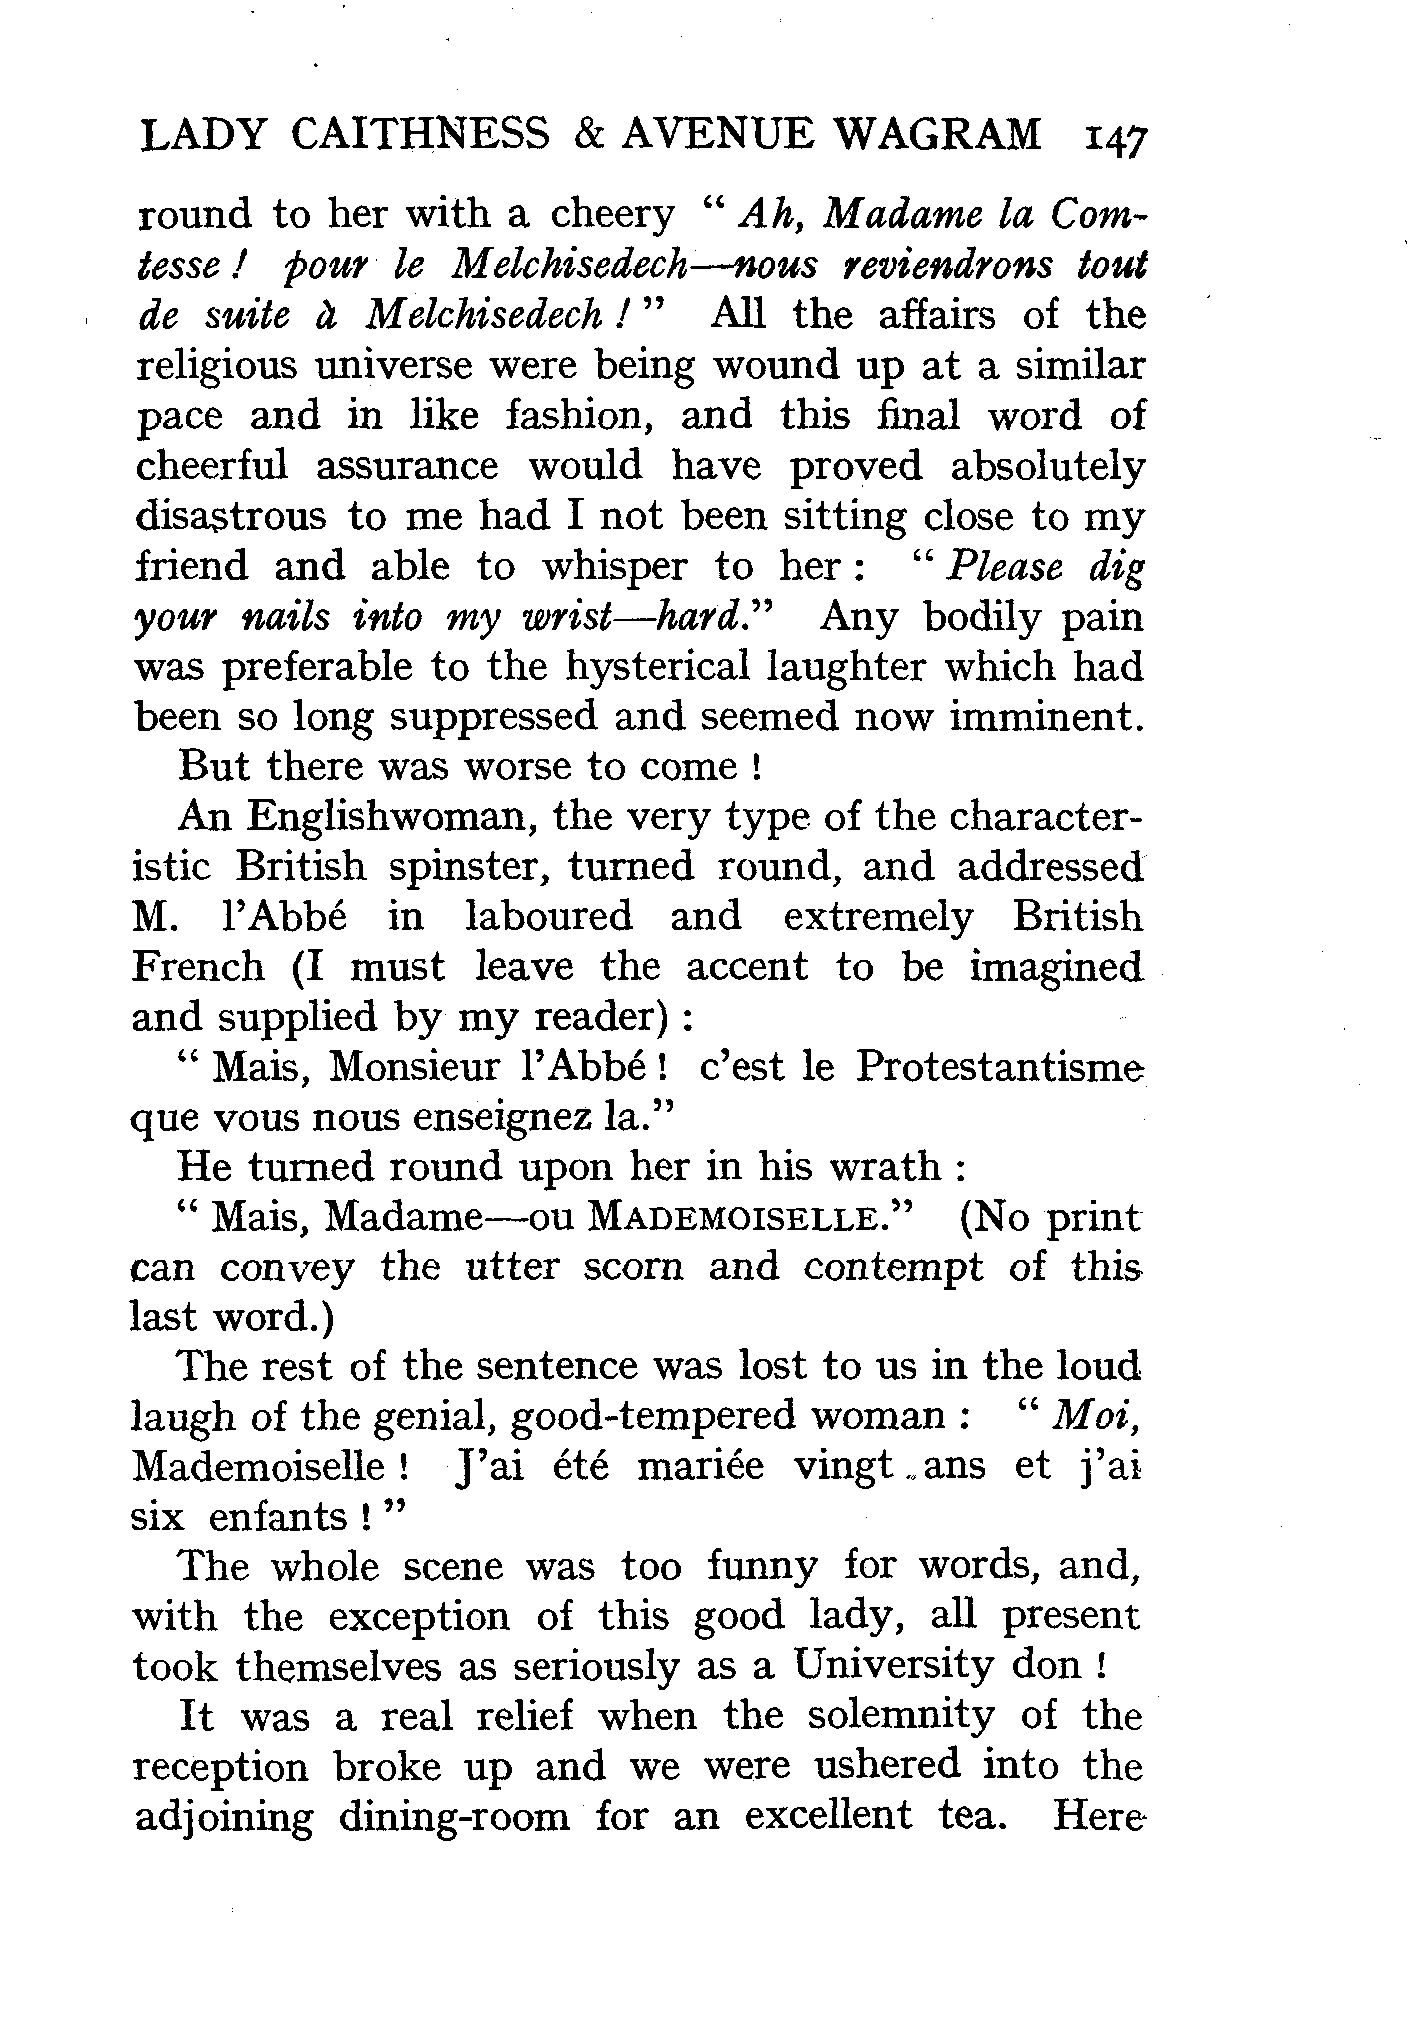 LADY CAITHNESS & AVENUE WAGRAM 147
round to her with a cheery “ Ah, Madame la Com-
tesse ! pour le Melchisedech—nous reviendrons tout
de suite à Melchisedech ! ” All the affairs of the
religious universe were being wound up at a similar
pace and in like fashion, and this final word of
cheerful assurance would have proved absolutely
disastrous to me had I not been sitting close to my
friend and able to whisper to her : “ Please dig
your nails into my wrist—hard.” Any bodily pain
was preferable to the hysterical laughter which had
been so long suppressed and seemed now imminent.
But there was worse to come !
An Englishwoman, the very type of the character-
istic British spinster, turned round, and addressed
M. l’Abbé in laboured and extremely British
French (I must leave the accent to be imagined
and supplied by my reader) :
“ Mais, Monsieur l’Abbé ! c’est le Protestantisme
que vous nous enseignez la.”
He turned round upon her in his wrath :
“ Mais, Madame—ou MADEMOISELLE.” (No print
can convey the utter scorn and contempt of this
last word.)
The rest of the sentence was lost to us in the loud
laugh of the genial, good-tempered woman : “ Moi,
Mademoiselle ! J’ai été mariée vingt ans et j’ai
six enfants ! ”
The whole scene was too funny for words, and,
with the exception of this good lady, all present
took themselves as seriously as a University don !
It was a real relief when the solemnity of the
reception broke up and we were ushered into the
adjoining dining-room for an excellent tea. Here